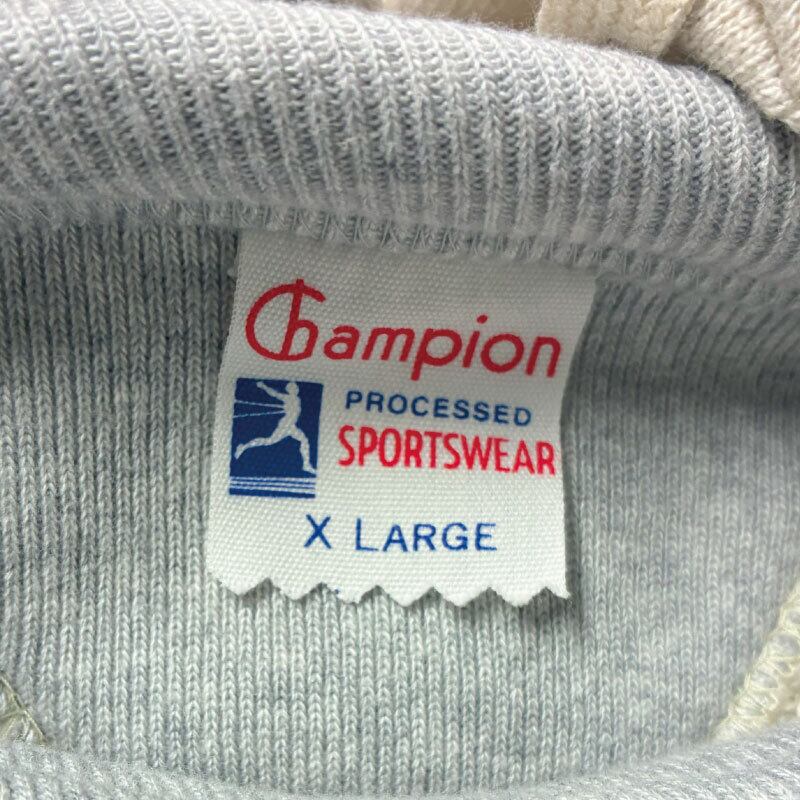 Champion
PROCESSED
SPORTSWEAR
X LARGE